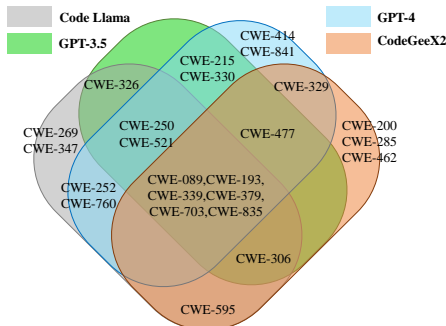 Code Llama
GPT-4
GPT-3.5
CodeGeeX2
CWE-414
CWE-841
CWE-215
CWE-330
CWE-326
CWE-329
CWE-269
CWE-347
CWE-250
CWE-521
CWE-477
CWE-200
CWE-285
CWE-462
CWE-252
CWE-760
CWE-089,CWE-193,
CWE-339,CWE-379,
CWE-703,CWE-835
CWE-306
CWE-595